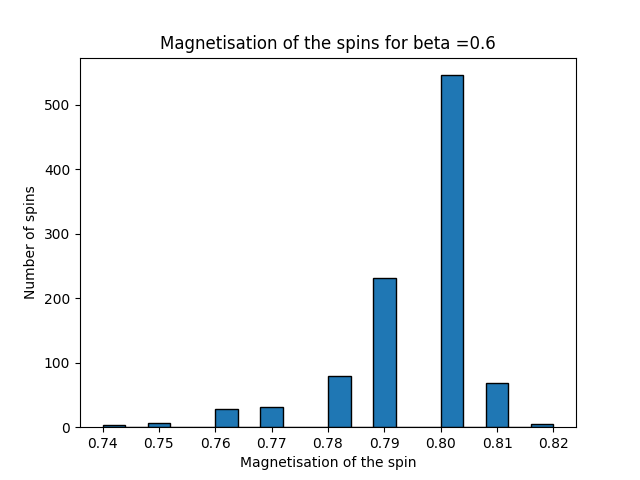 Magnetisation of the spins for beta =0.6
500
400
300
200
100
0
Number of spins
0.74 0.75 0.76 0.77 0.78 0.79 0.80 0.81 0.82
Magnetisation of the spin